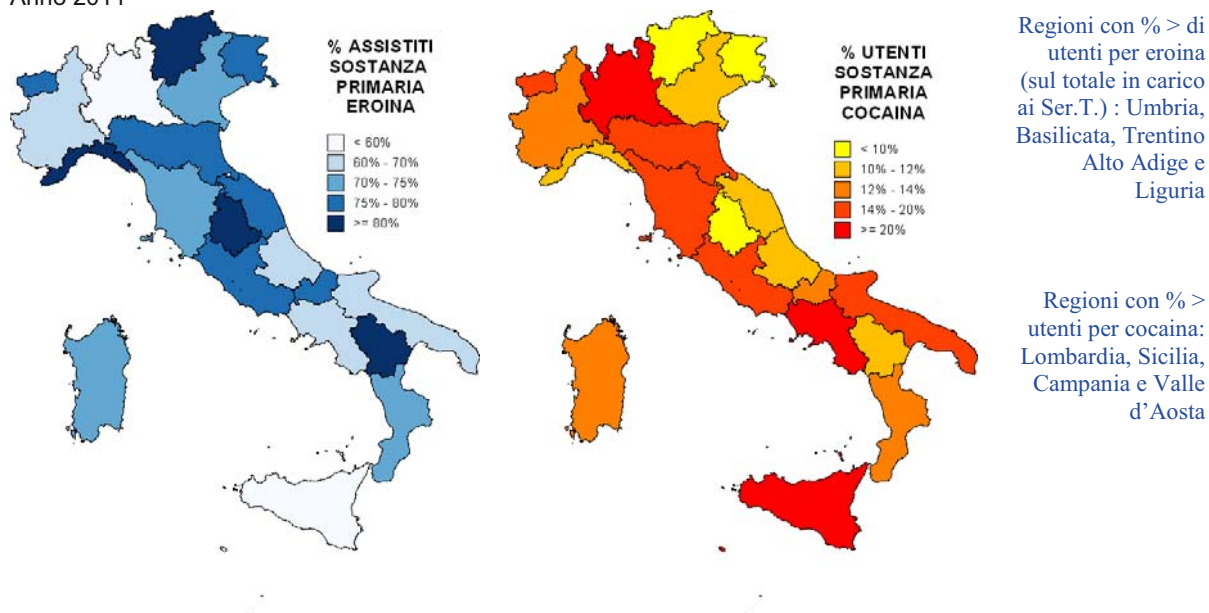 Anno 2011
% ASSISTITI
SOSTANZA
PRIMARIA
EROINA
< 60%
60% - 70%
70% - 75%
75% - 80%
>= 80%
% UTENTI
SOSTANZA
PRIMARIA
COCAINA
< 10%
10% - 12%
12% - 14%
14% - 20%
>= 20%
Regioni con % > di
utenti per eroina
(sul totale in carico
ai Ser.T.) : Umbria,
Basilicata, Trentino
Alto Adige e
Liguria
Regioni con % >
utenti per cocaina:
Lombardia, Sicilia,
Campania e Valle
d’Aosta